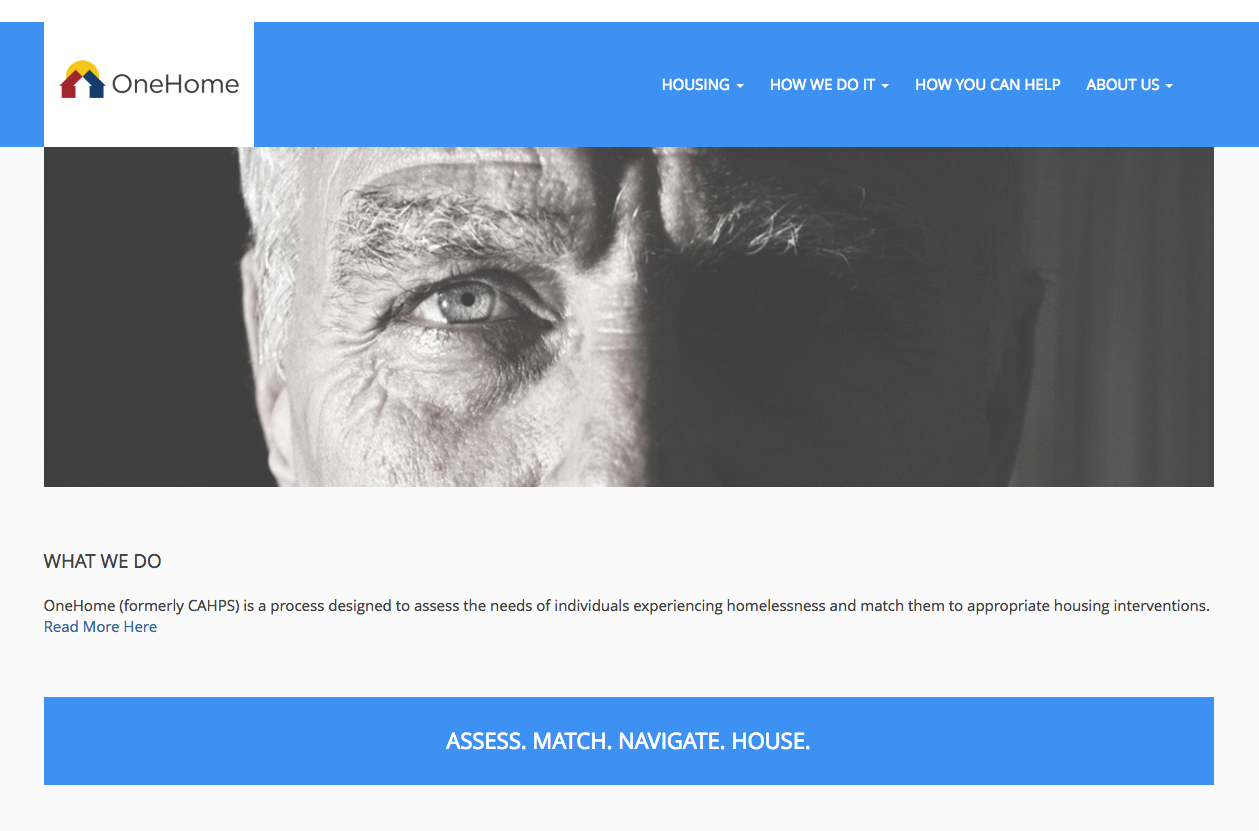 OneHome
HOUSING
HOW WE DO IT
HOW YOU CAN HELP
ABOUT US
WHAT WE DO
OneHome (formerly CAHPS) is a process designed to assess the needs of individuals experiencing homelessness and match them to appropriate housing interventions.
Read More Here
ASSESS. MATCH. NAVIGATE. HOUSE.